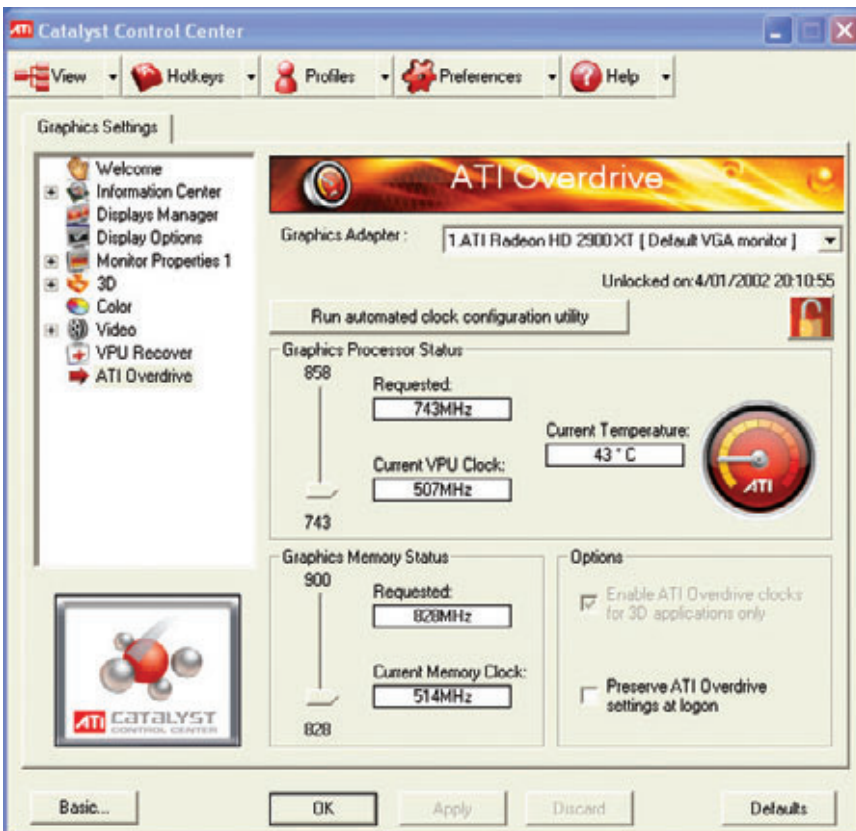 ATI Catalyst Control Center
View
Hotkeys
Profiles
Preferences
Help
Graphics Settings
Welcome
Information Center
Displays Manager
Display Options
Monitor Properties 1
3D
Color
Video
VPU Recover
ATI Overdrive
ATI Overdrive
Graphics Adapter :
1.ATI Radeon HD 2900 XT [ Default VGA monitor ]
Unlocked on:4/01/2002 20:10:55
Run automated clock configuration utility
Graphics Processor Status
858
Requested:
743MHz
Current VPU Clock:
507MHz
743
Current Temperature:
43 ° C
ATI
Graphics Memory Status
900
Requested:
828MHz
Current Memory Clock:
514MHz
828
Options
Enable ATI Overdrive clocks
for 3D applications only
Preserve ATI Overdrive
settings at logon
ATI CATALYST
CONTROL CENTER
Basic...
OK
Apply
Discard
Defaults